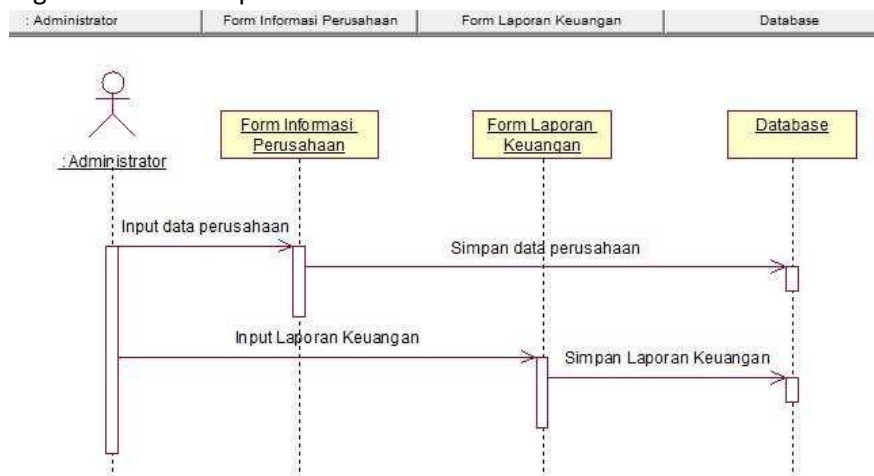 : Administrator
Form Informasi Perusahaan
Form Laporan Keuangan
Database
: Administrator
Form Informasi
Perusahaan
Form Laporan
Keuangan
Database
Input data perusahaan
Simpan data perusahaan
Input Laporan Keuangan
Simpan Laporan Keuangan